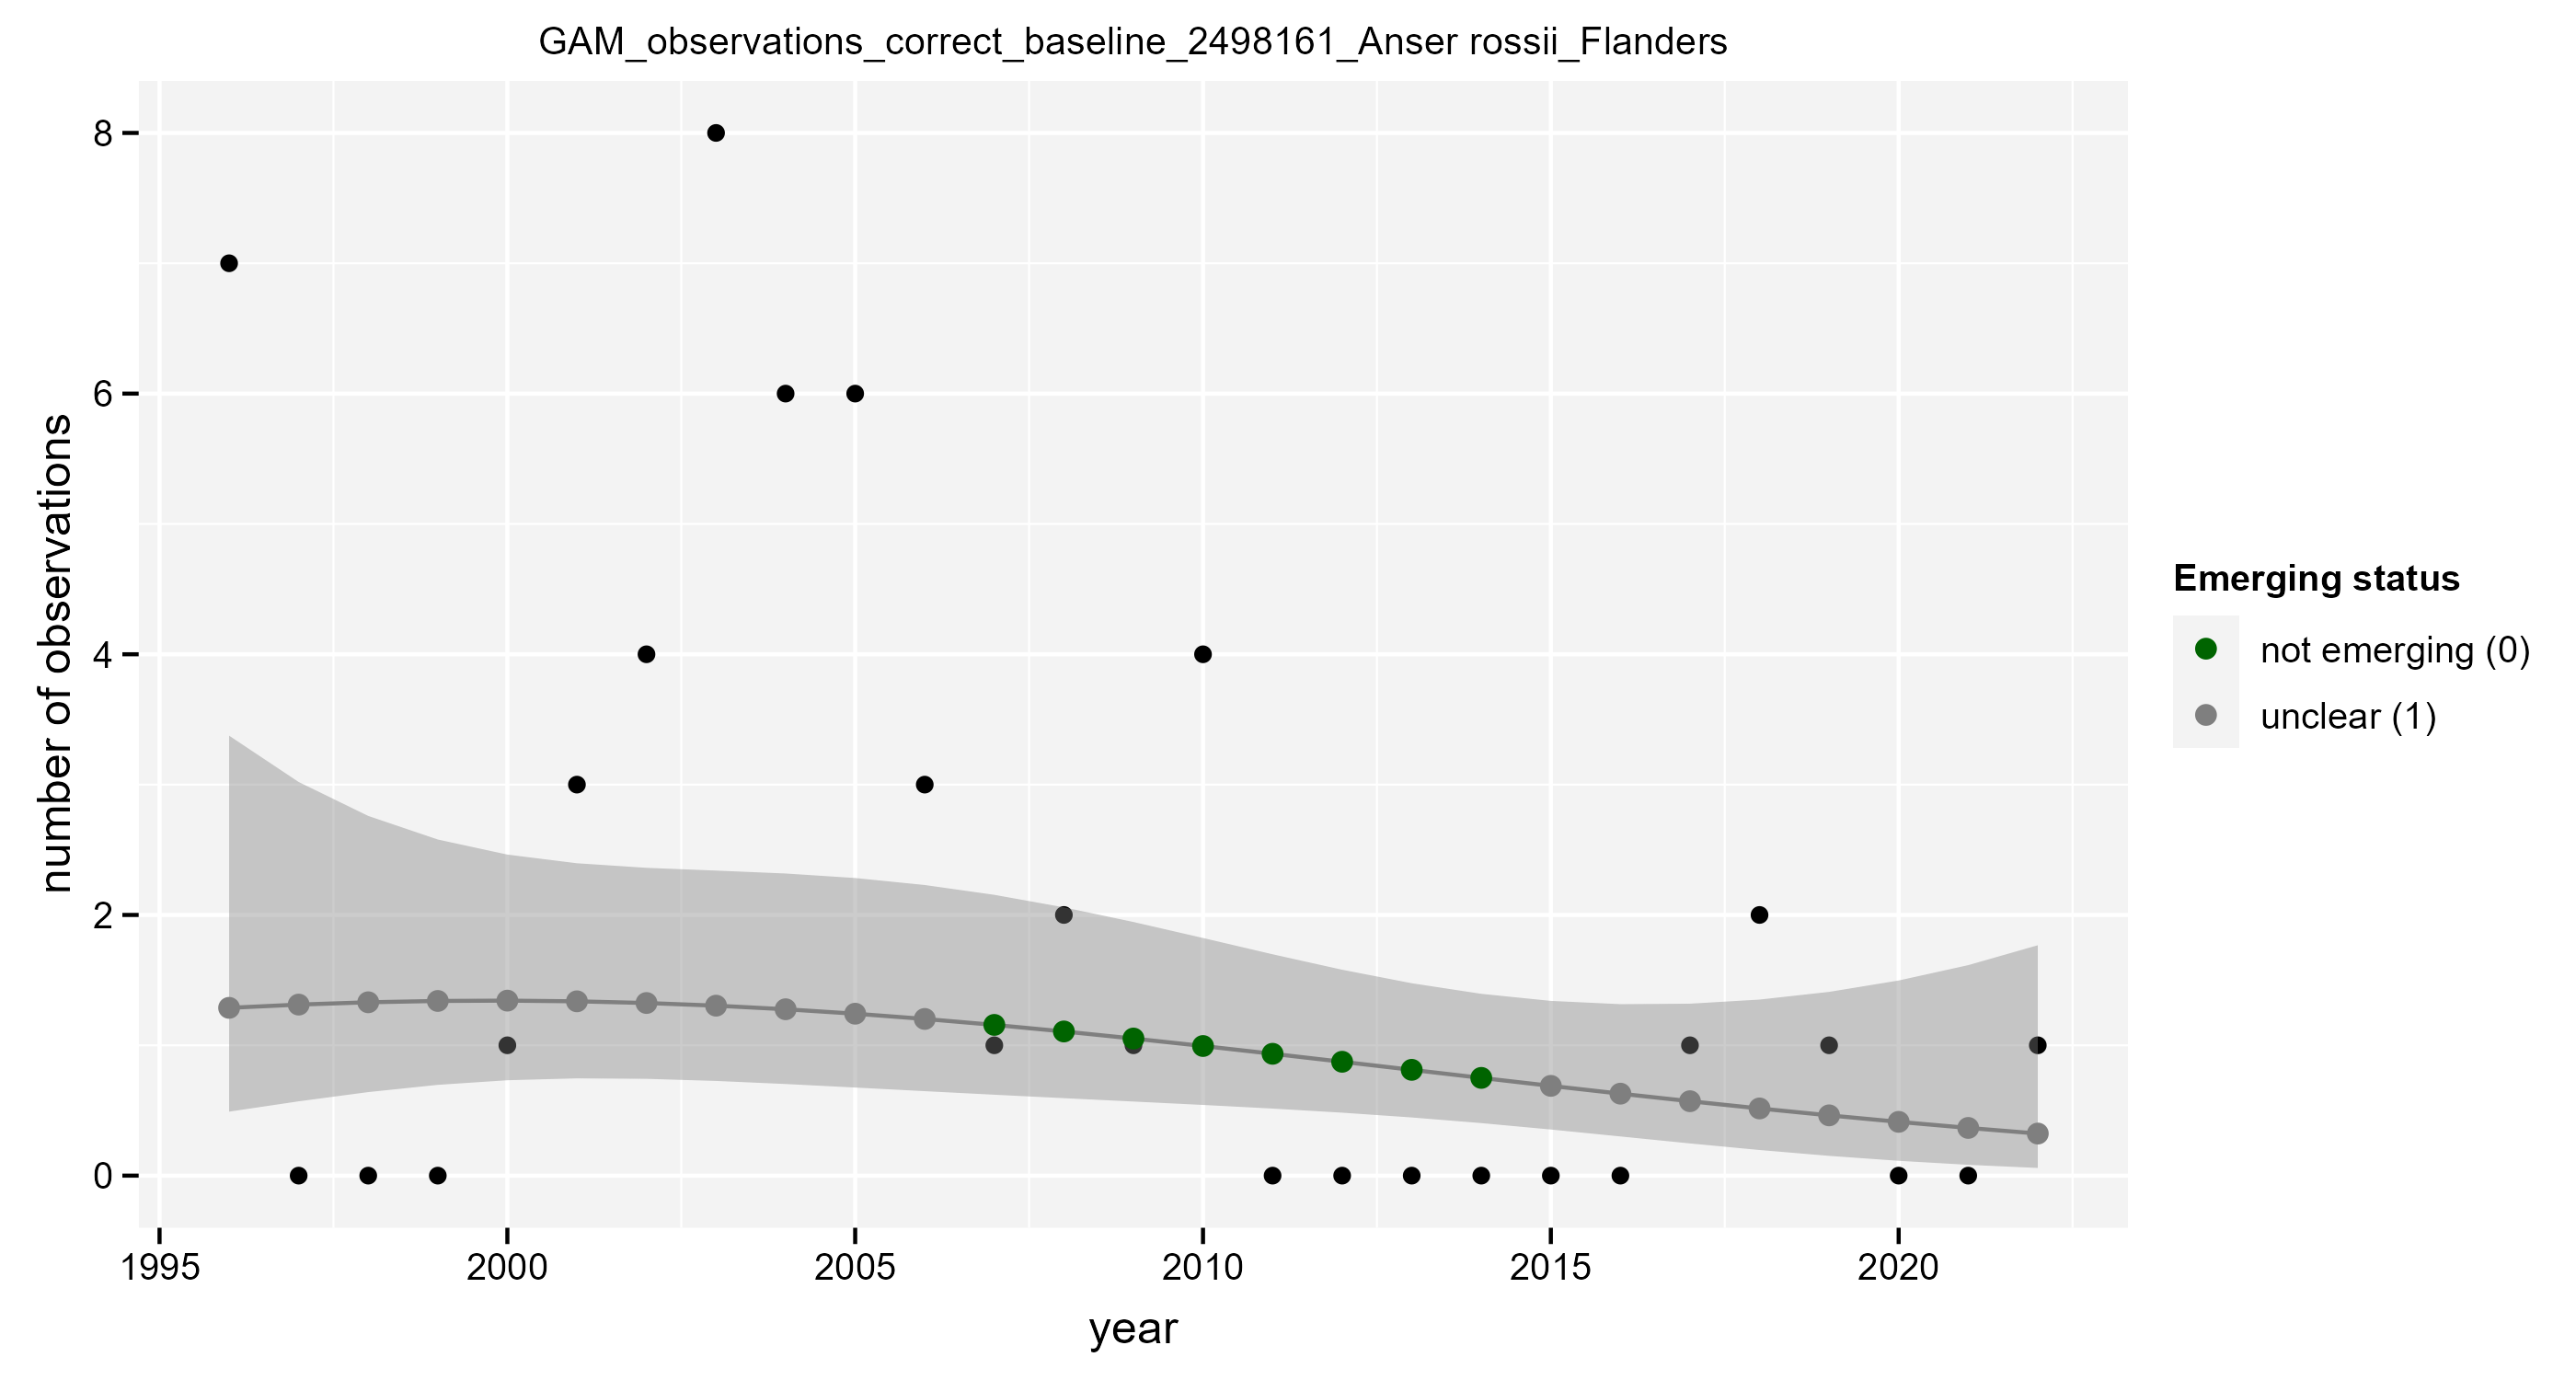 GAM_observations_correct_baseline_2498161_Anser rossii_Flanders
8
6
4
2
0
number of observations
1995 2000 2005 2010 2015 2020
year
Emerging status
not emerging (0)
unclear (1)